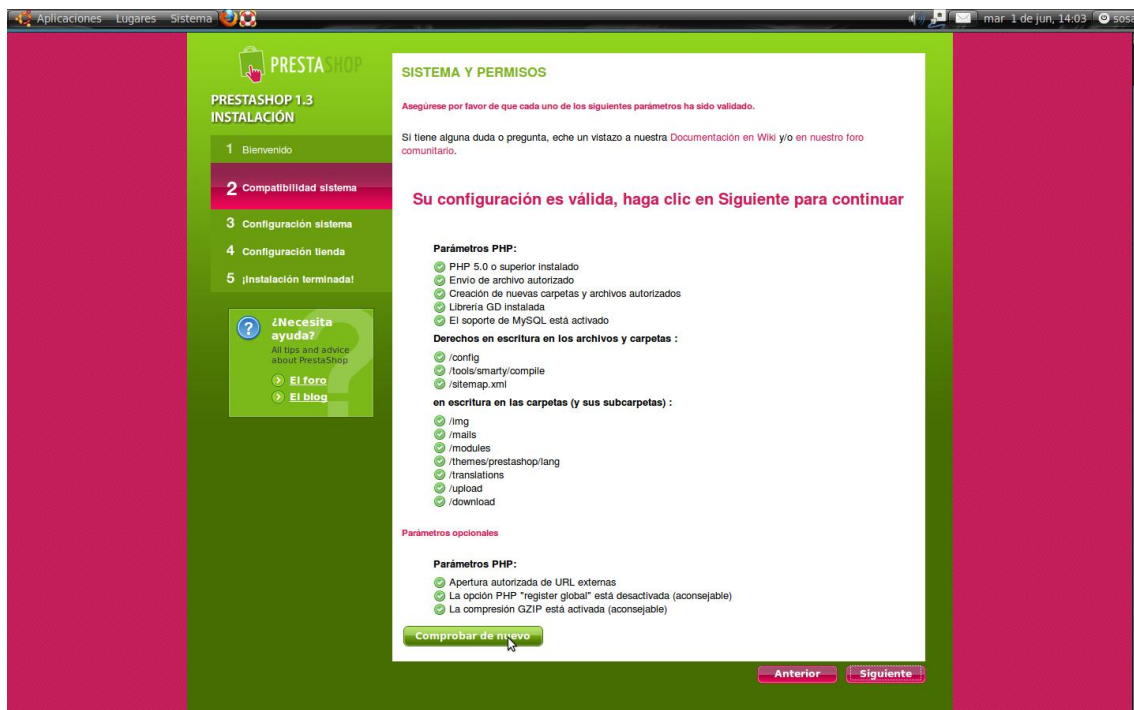 Aplicaciones Lugares Sistema
mar 1 de jun, 14:03
PRESTASHOP
PRESTASHOP 1.3
INSTALACIÓN
1 Bienvenido
2 Compatibilidad sistema
3 Configuración sistema
4 Configuración tienda
5 ¡Instalación terminada!
¿Necesita
ayuda?
All tips and advice
about PrestaShop
El foro
El blog
SISTEMA Y PERMISOS
Asegúrese por favor de que cada uno de los siguientes parámetros ha sido validado.
Si tiene alguna duda o pregunta, eche un vistazo a nuestra Documentación en Wiki y/o en nuestro foro
comunitario.
Su configuración es válida, haga clic en Siguiente para continuar
Parámetros PHP:
PHP 5.0 o superior instalado
Envio de archivo autorizado
Creación de nuevas carpetas y archivos autorizados
Librería GD instalada
El soporte de MySQL está activado
Derechos en escritura en los archivos y carpetas :
/config
/tools/smarty/compile
/sitemap.xml
en escritura en las carpetas (y sus subcarpetas) :
/img
/mails
/modules
/themes/prestashop/lang
/translations
/upload
/download
Parámetros opcionales
Parámetros PHP:
Apertura autorizada de URL externas
La opción PHP "register global" está desactivada (aconsejable)
La compresión GZIP está activada (aconsejable)
Comprobar de nuevo
Anterior
Siguiente